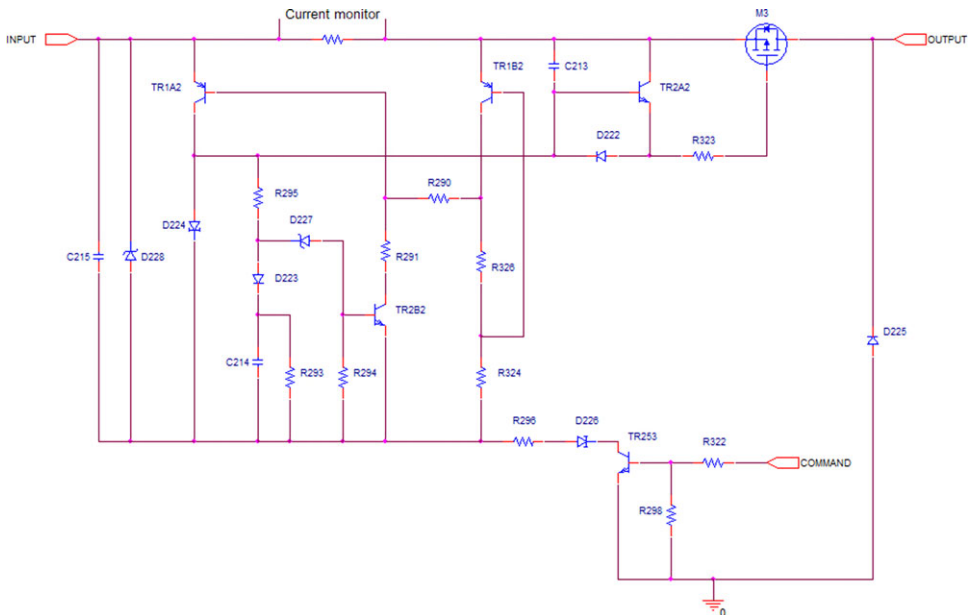 Current monitor
M3
INPUT
OUTPUT
TR1A2
TR1B2
C213
TR2A2
D222
R323
R295
R290
D224
D227
C215
D228
R291
R326
D223
TR2B2
D225
C214
R293
R294
R324
R296
D226
TR253
R322
COMMAND
R298
0